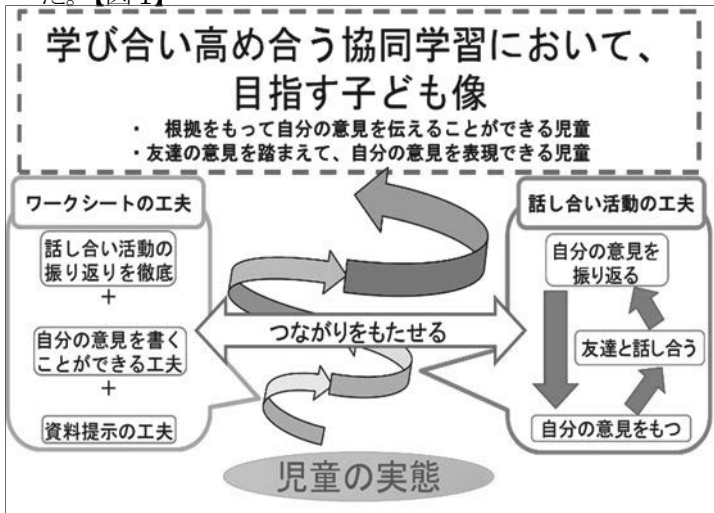 た。【図1】
学び合い高め合う協同学習において、
目指す子ども像
・ 根拠をもって自分の意見を伝えることができる児童
・友達の意見を踏まえて、自分の意見を表現できる児童
ワークシートの工夫
話し合い活動の
振り返りを徹底
+
自分の意見を書く
ことができる工夫
+
資料提示の工夫
つながりをもたせる
話し合い活動の工夫
自分の意見を
振り返る
友達と話し合う
自分の意見をもつ
児童の実態